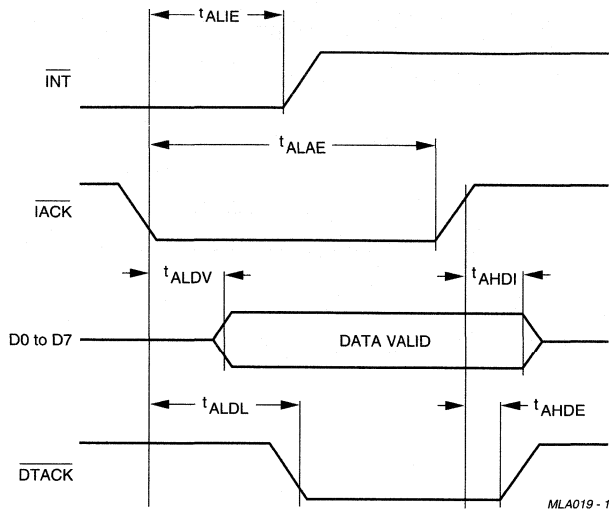 tALIE
INT
tALAE
IACK
tALDV
tAHDI
D0 to D7
DATA VALID
tALDL
tAHDE
DTACK
MLA019 - 1